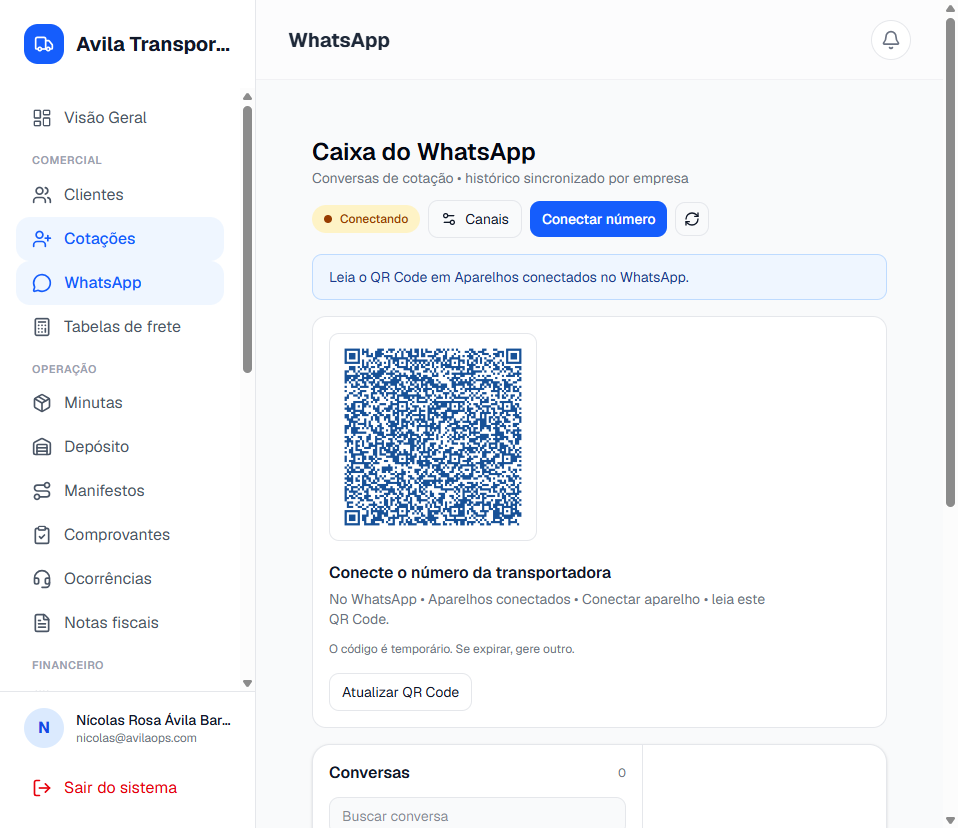 Avila Transpor...
WhatsApp
Visão Geral
COMERCIAL
Clientes
Cotações
WhatsApp
Tabelas de frete
OPERAÇÃO
Minutas
Depósito
Manifestos
Comprovantes
Ocorrências
Notas fiscais
FINANCEIRO
N
Nícolas Rosa Ávila Bar...
nicolas@avilaops.com
Sair do sistema
Caixa do WhatsApp
Conversas de cotação • histórico sincronizado por empresa
Conectando
Canais
Conectar número
Leia o QR Code em Aparelhos conectados no WhatsApp.
Conecte o número da transportadora
No WhatsApp • Aparelhos conectados • Conectar aparelho • leia este
QR Code.
O código é temporário. Se expirar, gere outro.
Atualizar QR Code
Conversas 0
Buscar conversa